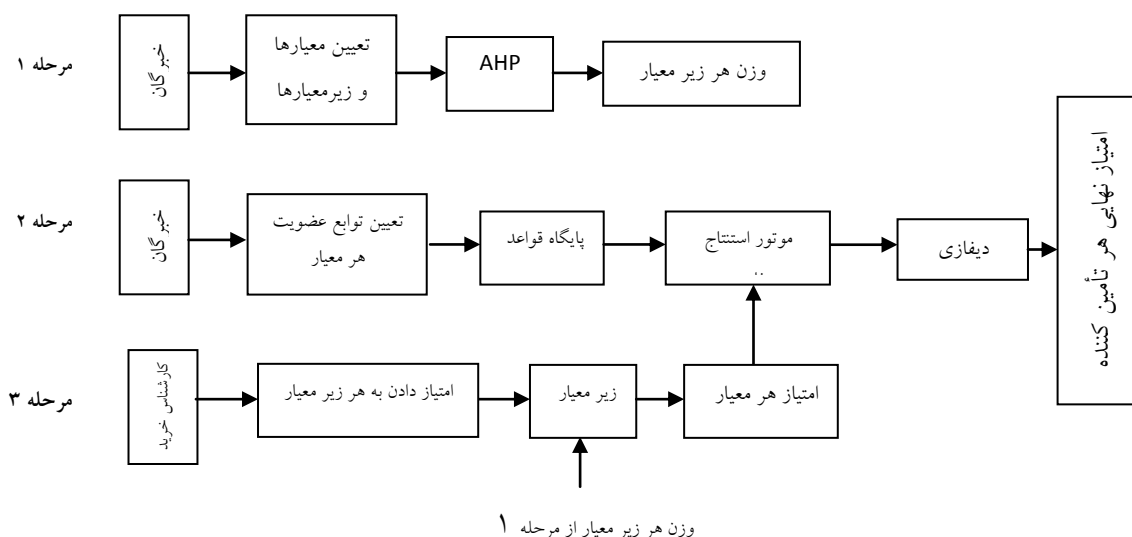 مرحله ۱
خبرگان
تعیین معیارها
و زیرمعیارها
AHP
وزن هر زیر معیار
مرحله ۲
خبرگان
تعیین توابع عضویت
هر معیار
پایگاه قواعد
موتور استنتاج
..
دیفازی
امتیاز نهایی هر تأمین کننده
مرحله ۳
کارشناس خرید
امتیاز دادن به هر زیر معیار
زیر معیار
امتیاز هر معیار
وزن هر زیر معیار از مرحله ۱